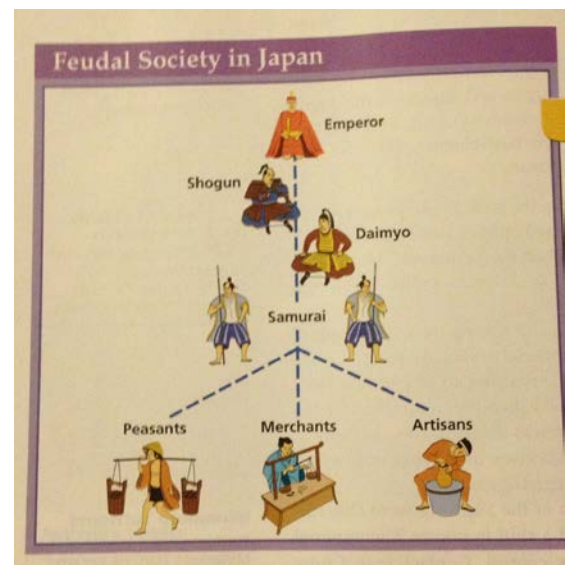 Feudal Society in Japan
Emperor
Shogun
Daimyo
Samurai
Peasants
Merchants
Artisans